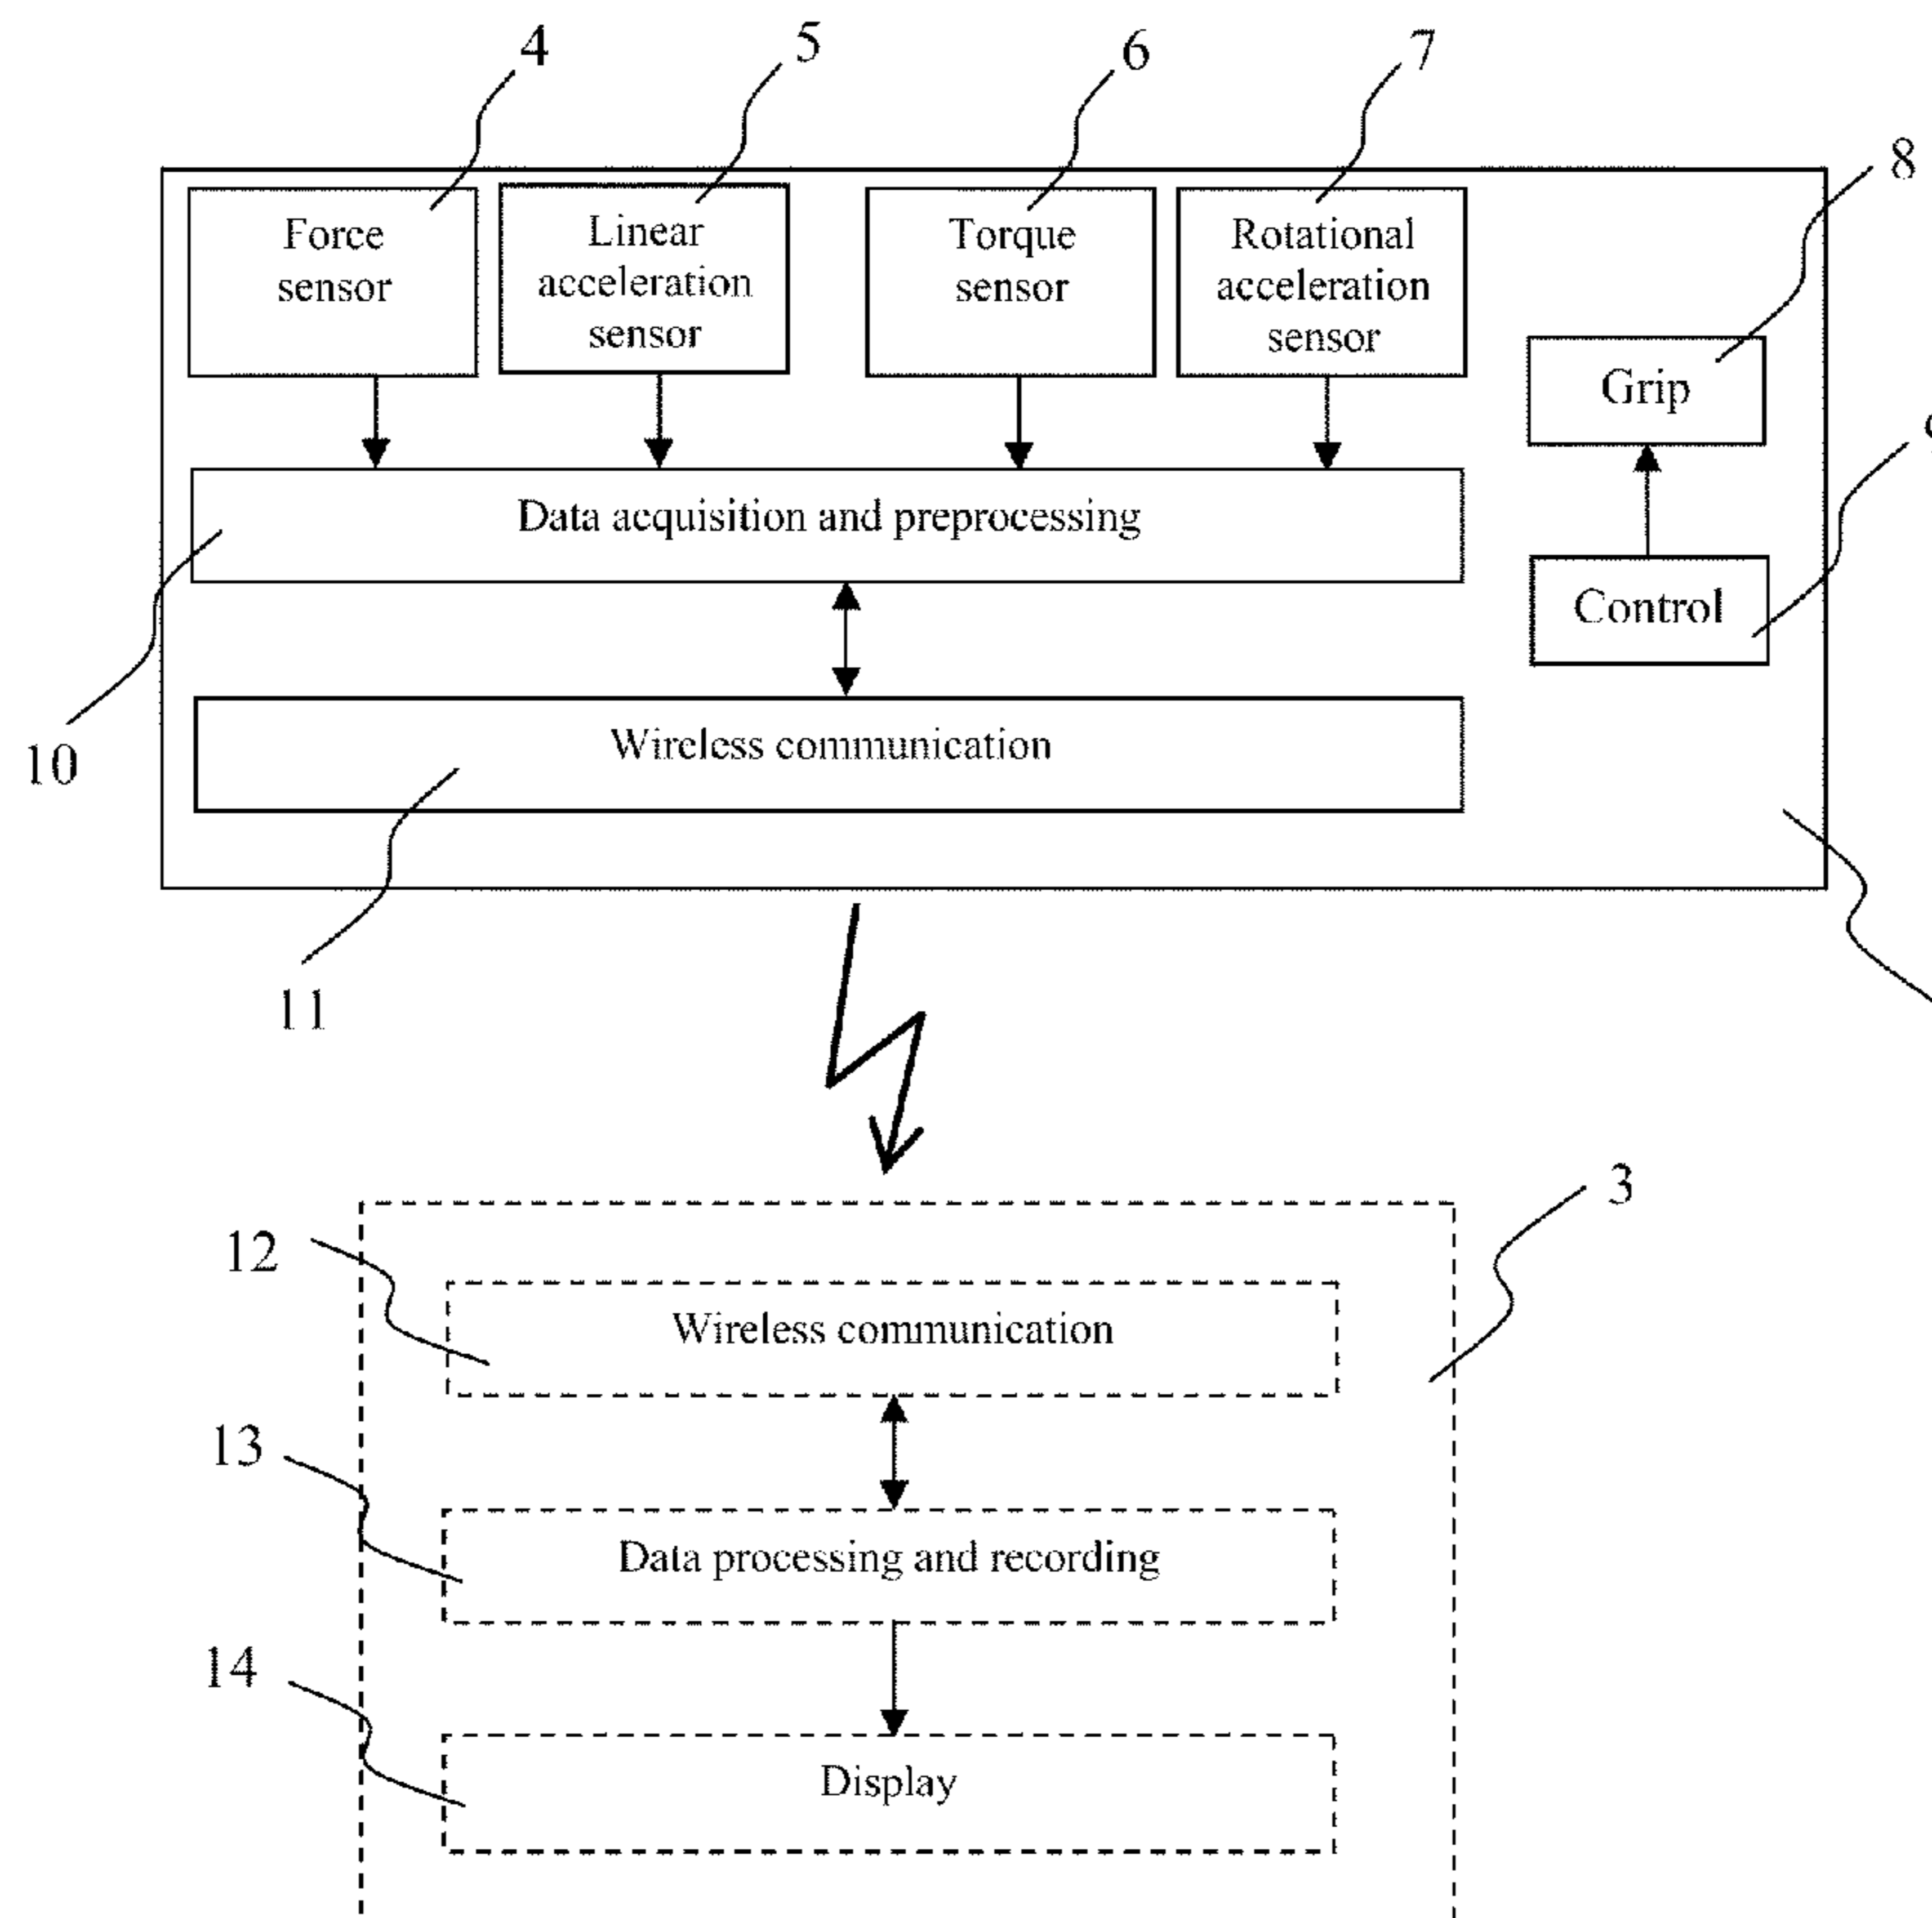 4
5
6
7
8
Force
sensor
Linear
acceleration
sensor
Torque
sensor
Rotational
acceleration
sensor
Grip
Data acquisition and preprocessing
Control
10
Wireless communication
11
3
12
Wireless communication
13
Data processing and recording
14
Display